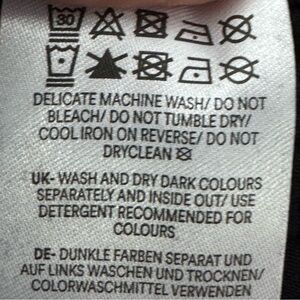 30
DELICATE MACHINE WASH/ DO NOT
BLEACH/ DO NOT TUMBLE DRY/
COOL IRON ON REVERSE/ DO NOT
DRYCLEAN
UK- WASH AND DRY DARK COLOURS
SEPARATELY AND INSIDE OUT/ USE
DETERGENT RECOMMENDED FOR
COLOURS
DE- DUNKLE FARBEN SEPARAT UND
AUF LINKS WASCHEN UND TROCKNEN/
COLORWASCHMITTEL VERWENDEN